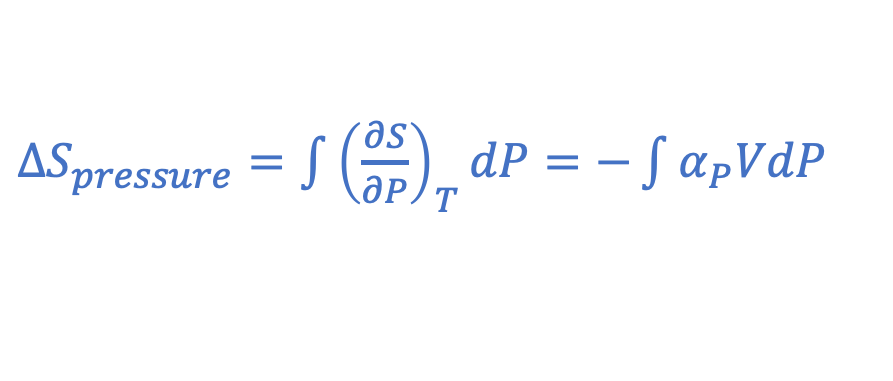 ΔS_pressure = ∫ (∂S/∂P)_T dP = − ∫ α_P V dP